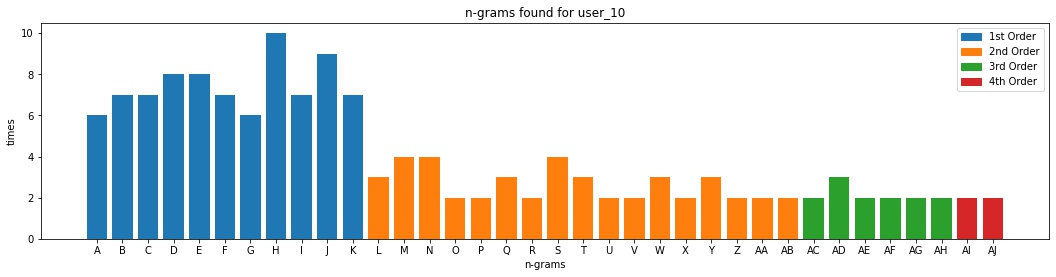 n-grams found for user_10
10
8
6
4
2
0
times
1st Order
2nd Order
3rd Order
4th Order
A B C D E F G H I J K L M N O P Q R S T U V W X Y Z AA AB AC AD AE AF AG AH AI AJ
n-grams